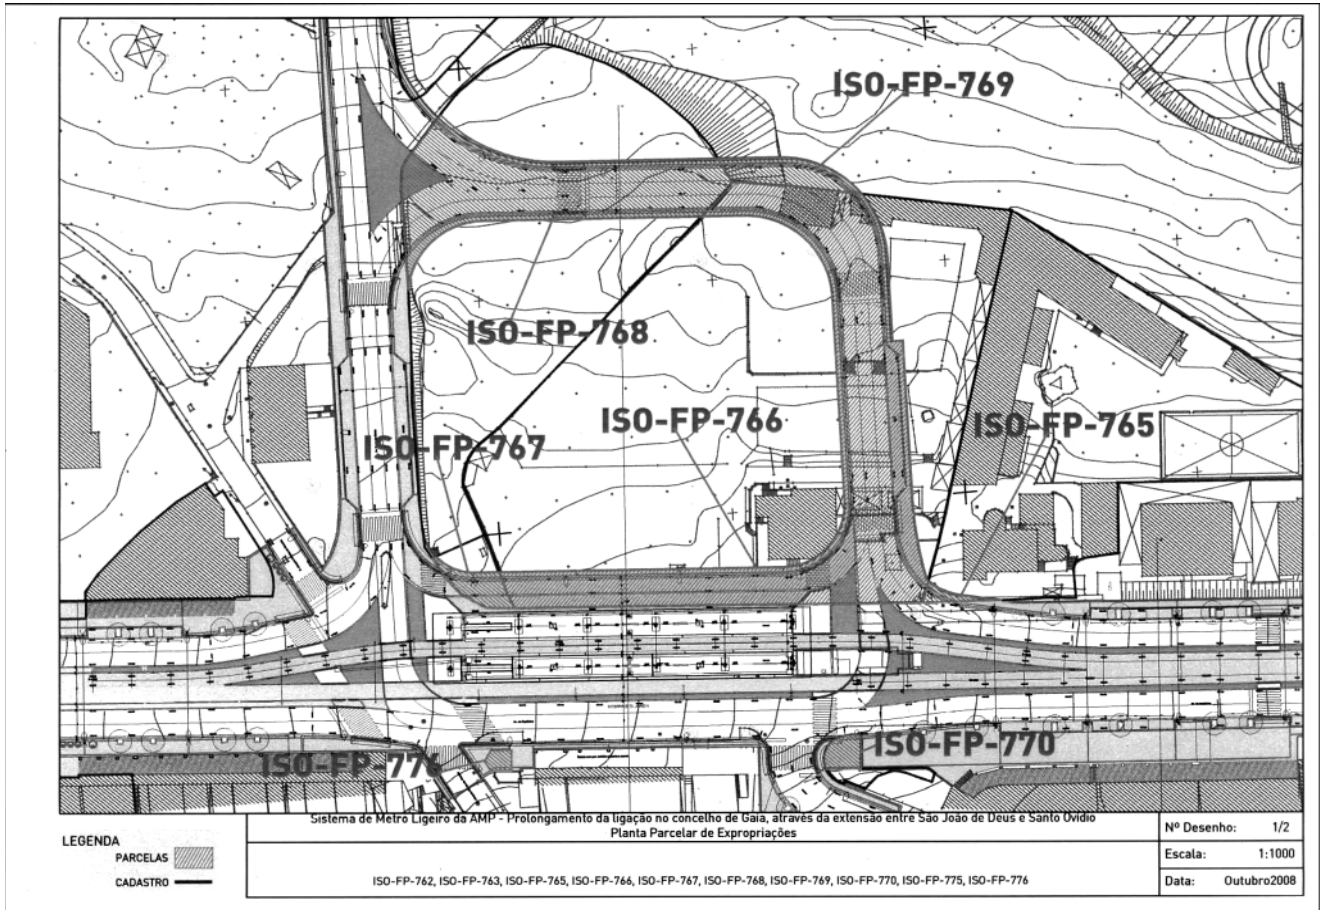 ISO-FP-769
ISO-FP-768
ISO-FP-766
ISO-FP-765
ISO-FP-767
ISO-FP-770
ISO-FP-776
Sistema de Metro Ligeiro da AMP - Prolongamento da ligação no concelho de Gaia, através da extensão entre São João de Deus e Santo Ovídio
Planta Parcelar de Expropriações
LEGENDA
PARCELAS
CADASTRO
ISO-FP-762, ISO-FP-763, ISO-FP-765, ISO-FP-766, ISO-FP-767, ISO-FP-768, ISO-FP-769, ISO-FP-770, ISO-FP-775, ISO-FP-776
Nº Desenho: 1/2
Escala: 1:1000
Data: Outubro2008